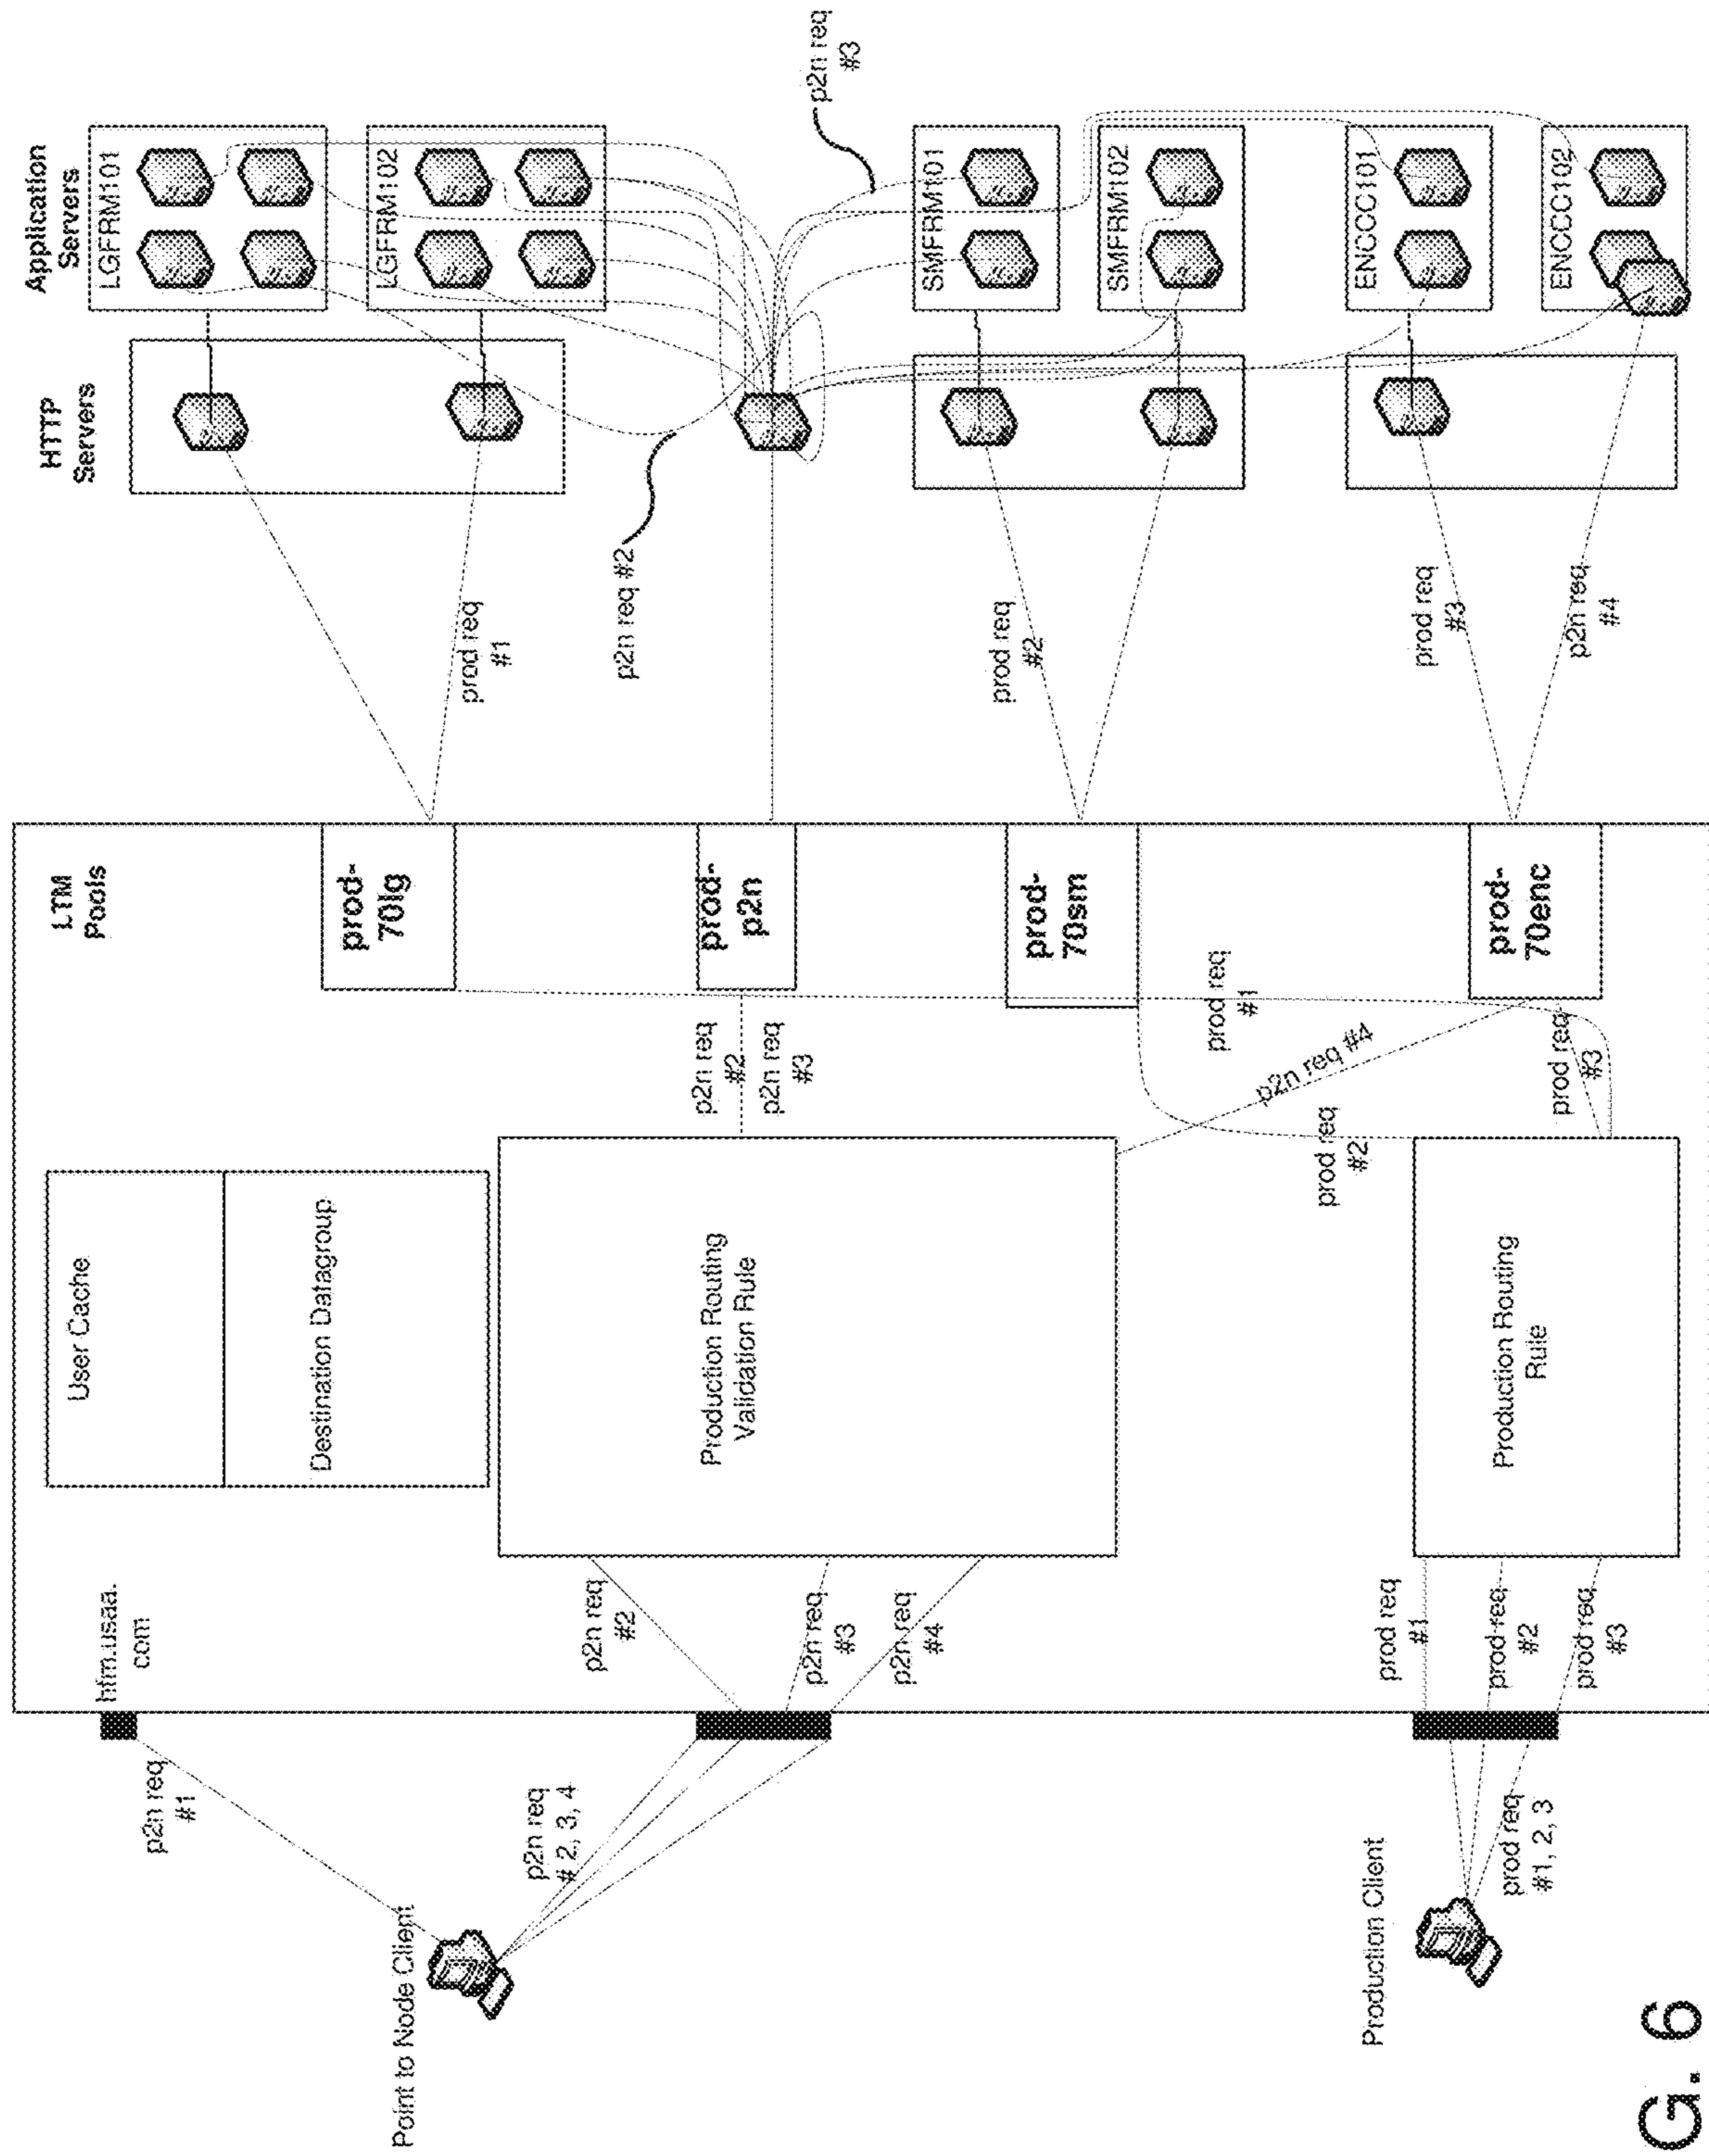 Application
Servers
HTTP
Servers
LGFRM101
LGFRM102
SMFRM101
SMFRM102
ENCCC101
ENCCC102
p2n req
#3
p2n req #2
prod req
#1
prod req
#2
prod req
#3
p2n req
#4
LTM
Pools
prod-
70lg
prod-
p2n
prod-
70sm
prod-
70enc
p2n req
#2
p2n req
#3
prod req
#1
p2n req #4
prod req
#2
prod req
#3
User Cache
Destination Datagroup
Production Routing
Validation Rule
Production Routing
Rule
p2n req
#2
p2n req
#3
p2n req
#4
prod req
#1
prod req
#2
prod req
#3
.usaa.
com
p2n req
#1
p2n req
# 2, 3, 4
prod req
#1, 2, 3
Point to Node Client
Production Client
G. 6